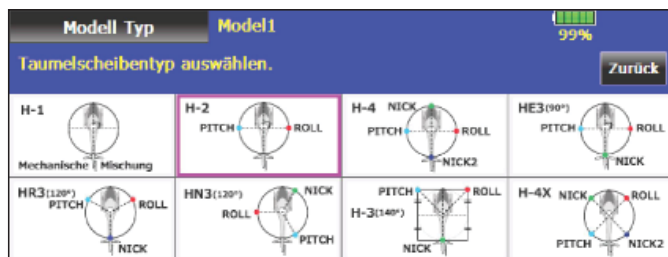 Modell Typ Model1 99%
Taumelscheibentyp auswählen. Zurück
H-1
Mechanische Mischung
H-2
PITCH ROLL
H-4 NICK
PITCH ROLL
NICK2
HE3(90°)
PITCH ROLL
NICK
HR3(120°)
PITCH ROLL
NICK
HN3(120°) NICK
ROLL
PITCH
PITCH ROLL
H-3(140°)
NICK
H-4X NICK ROLL
PITCH NICK2